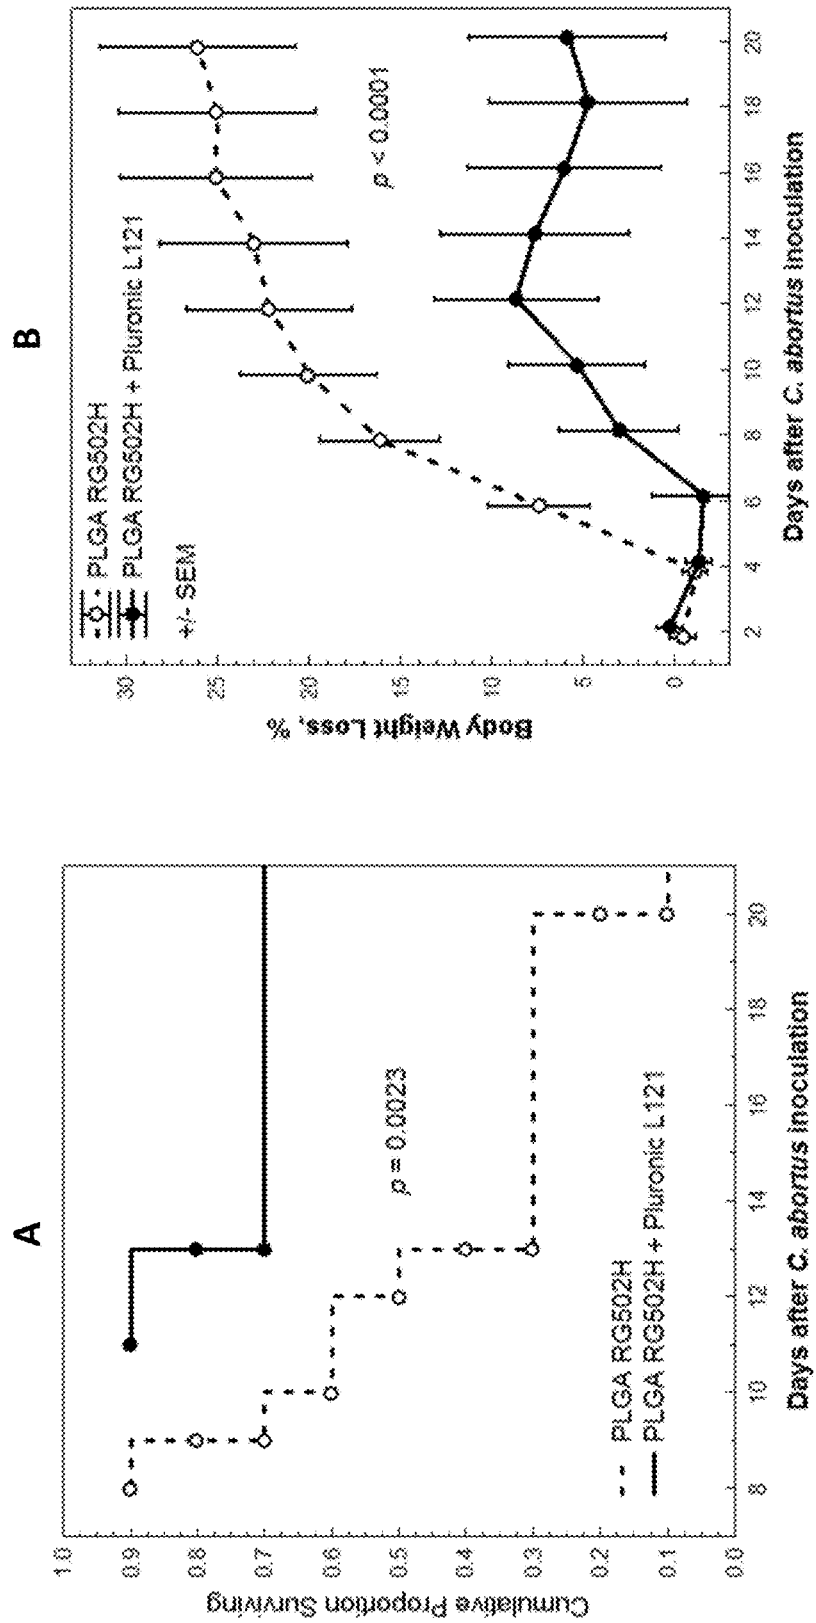 A
Cumulative Proportion Surviving
1.0
0.9
0.8
0.7
0.6
0.5
0.4
0.3
0.2
0.1
0.0
p = 0.0023
PLGA RG502H
PLGA RG502H + Pluronic L121
8 10 12 14 16 18 20
Days after C. abortus inoculation
B
Body Weight Loss, %
30
25
20
15
10
5
0
PLGA RG502H
PLGA RG502H + Pluronic L121
+/- SEM
p < 0.0001
2 4 6 8 10 12 14 16 18 20
Days after C. abortus inoculation